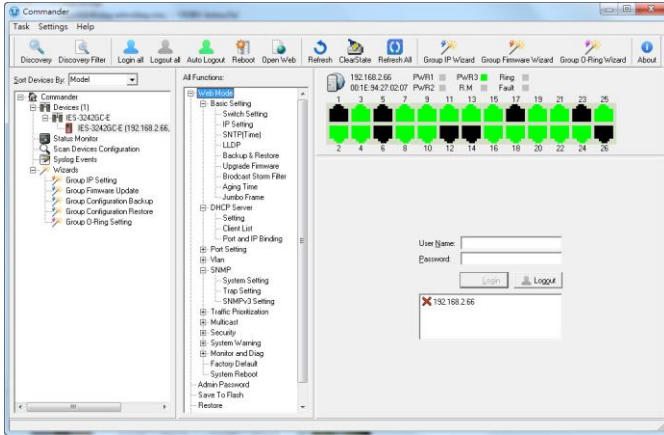 Commander
Task Settings Help
Discovery Discovery Filter Login all Logout all Auto Logout Reboot Open Web Refresh ClearState Refresh All Group IP Wizard Group Firmware Wizard Group O-Ring Wizard About
Sort Devices By: Model
Commander
Devices (1)
IES-3242GC-E
IES-3242GC-E (192.168.2.66,
Status Monitor
Scan Devices Configuration
Syslog Events
Wizards
Group IP Setting
Group Firmware Update
Group Configuration Backup
Group Configuration Restore
Group O-Ring Setting
All Functions:
Web Mode
Basic Setting
Switch Setting
IP Setting
SNTP(Time)
LLDP
Backup & Restore
Upgrade Firmware
Brodcast Storm Filter
Aging Time
Jumbo Frame
DHCP Server
Setting
Client List
Port and IP Binding
Port Setting
Vlan
SNMP
System Setting
Trap Setting
SNMPv3 Setting
Traffic Prioritization
Multicast
Security
System Warning
Monitor and Diag
Factory Default
System Reboot
Admin Password
Save To Flash
Restore
192.168.2.66 PWR1 PWR3 Ring
00:1E:94:27:02:07 PWR2 R.M Fault
1 3 5 7 9 11 13 15 17 19 21 23 25
2 4 6 8 10 12 14 16 18 20 22 24 26
User Name:
Password:
Login Logout
192.168.2.66